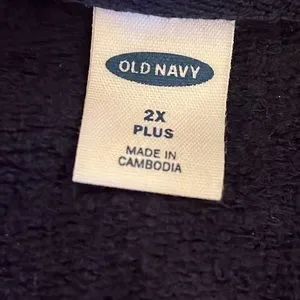 OLD NAVY
2X
PLUS
MADE IN
CAMBODIA